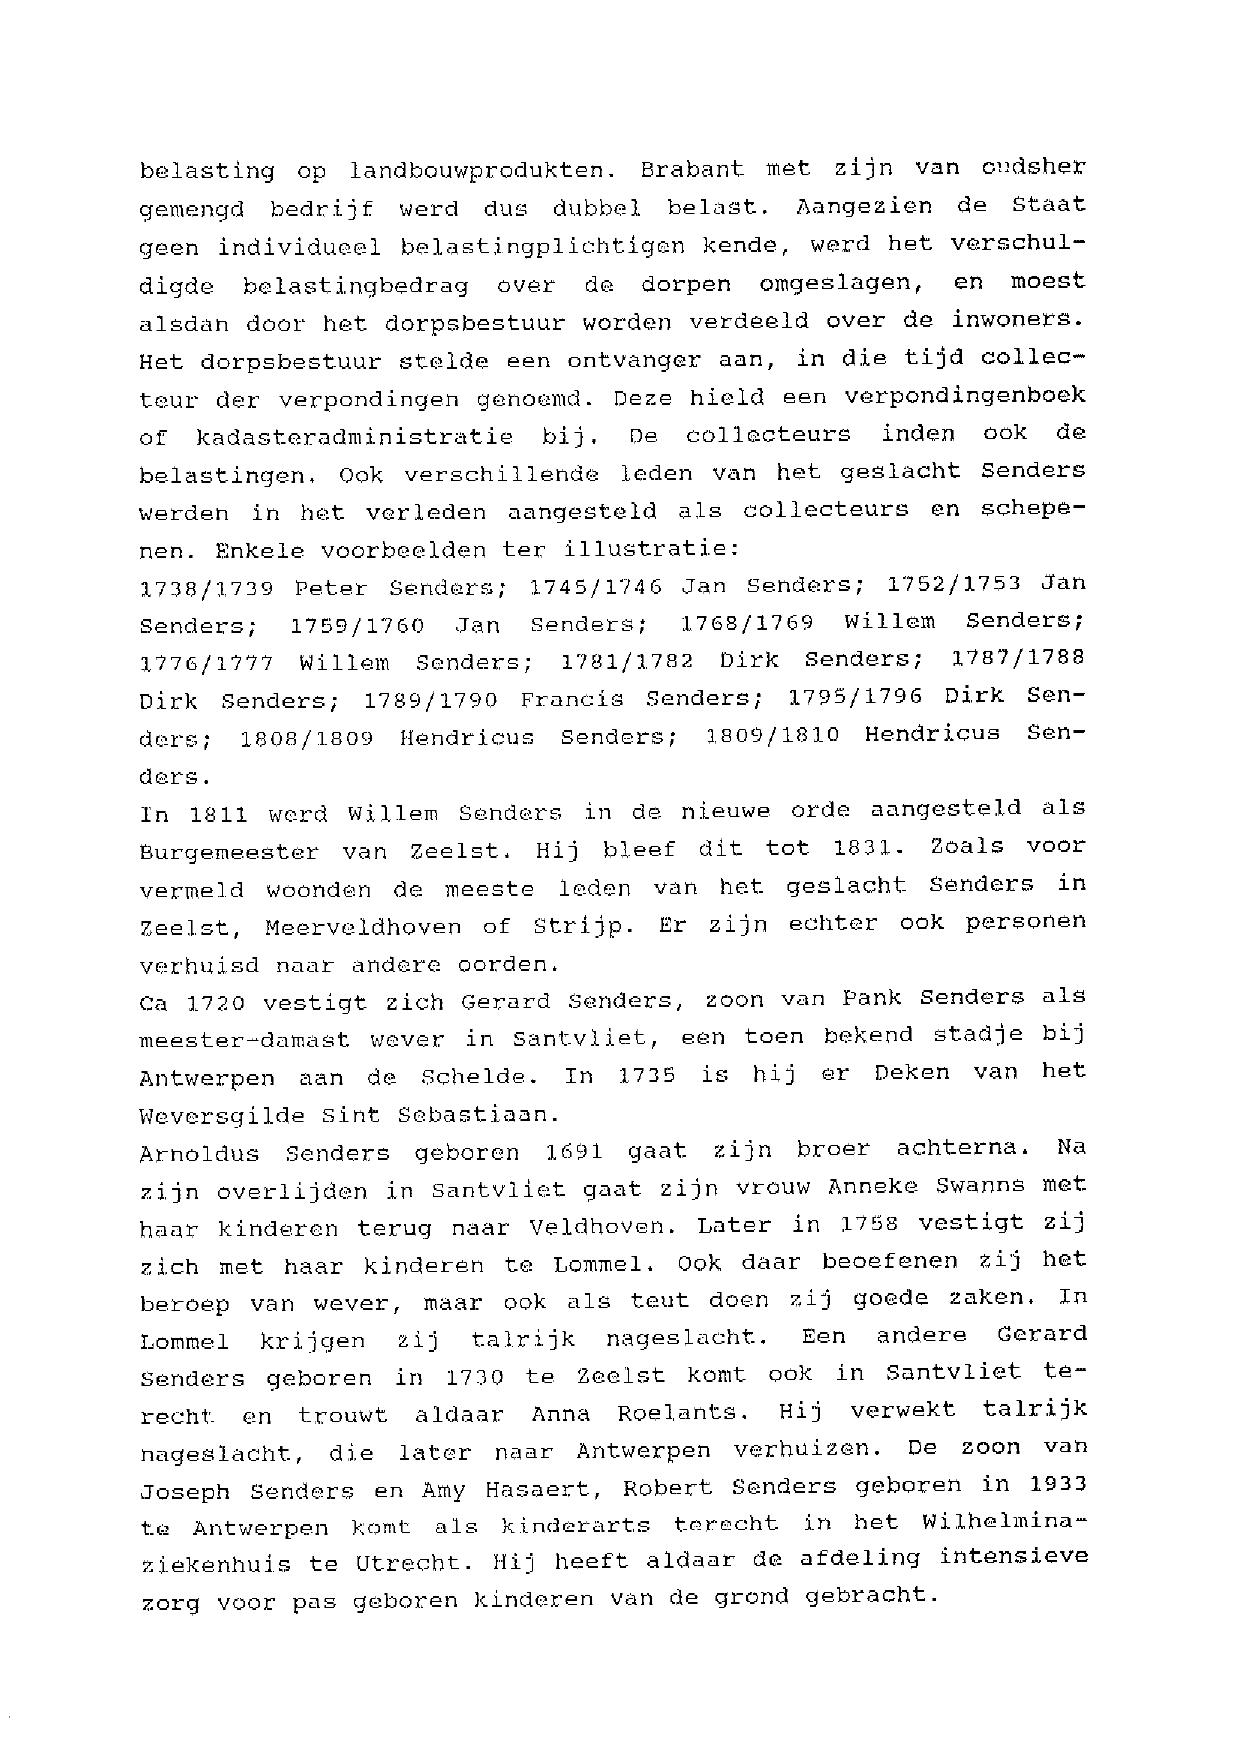 belasting op landbouwprodukten. Brabant met zijn van oudsher
gemengd bedrijf werd dus dubbel belast. Aangezien de Staat
geen individueel belastingplichtigen kende, werd het verschul-
digde belastingbedrag over de dorpen omgeslagen, en moest
alsdan door het dorpsbestuur worden verdeeld over de inwoners.
Het dorpsbestuur stelde een ontvanger aan, in die tijd collec-
teur der verpondingen genoemd. Deze hield een verpondingenboek
of kadasteradministratie bij. De collecteurs inden ook de
belastingen. Ook verschillende leden van het geslacht Senders
werden in het verleden aangesteld als collecteurs en schepe-
nen. Enkele voorbeelden ter illustratie:
1738/1739 Peter Senders; 1745/1746 Jan Senders; 1752/1753 Jan
Senders; 1759/1760 Jan Senders; 1768/1769 Willem Senders;
1776/1777 Willem Senders; 1781/1782 Dirk Senders; 1787/1788
Dirk Senders; 1789/1790 Francis Senders; 1795/1796 Dirk Sen-
ders; 1808/1809 Hendricus Senders; 1809/1810 Hendricus Sen-
ders.
In 1811 werd Willem Senders in de nieuwe orde aangesteld als
Burgemeester van Zeelst. Hij bleef dit tot 1831. Zoals voor
vermeld woonden de meeste leden van het geslacht Senders in
Zeelst, Meerveldhoven of Strijp. Er zijn echter ook personen
verhuisd naar andere oorden.
Ca 1720 vestigt zich Gerard Senders, zoon van Pank Senders als
meester-damast wever in Santvliet, een toen bekend stadje bij
Antwerpen aan de Schelde. In 1735 is hij er Deken van het
Weversgilde Sint Sebastiaan.
Arnoldus Senders geboren 1691 gaat zijn broer achterna. Na
zijn overlijden in Santvliet gaat zijn vrouw Anneke Swanns met
haar kinderen terug naar Veldhoven. Later in 1758 vestigt zij
zich met haar kinderen te Lommel. Ook daar beoefenen zij het
beroep van wever, maar ook als teut doen zij goede zaken. In
Lommel krijgen zij talrijk nageslacht. Een andere Gerard
Senders geboren in 1730 te Zeelst komt ook in Santvliet te-
recht en trouwt aldaar Anna Roelants. Hij verwekt talrijk
nageslacht, die later naar Antwerpen verhuizen. De zoon van
Joseph Senders en Amy Hasaert, Robert Senders geboren in 1933
te Antwerpen komt als kinderarts terecht in het Wilhelmina-
ziekenhuis te Utrecht. Hij heeft aldaar de afdeling intensieve
zorg voor pas geboren kinderen van de grond gebracht.